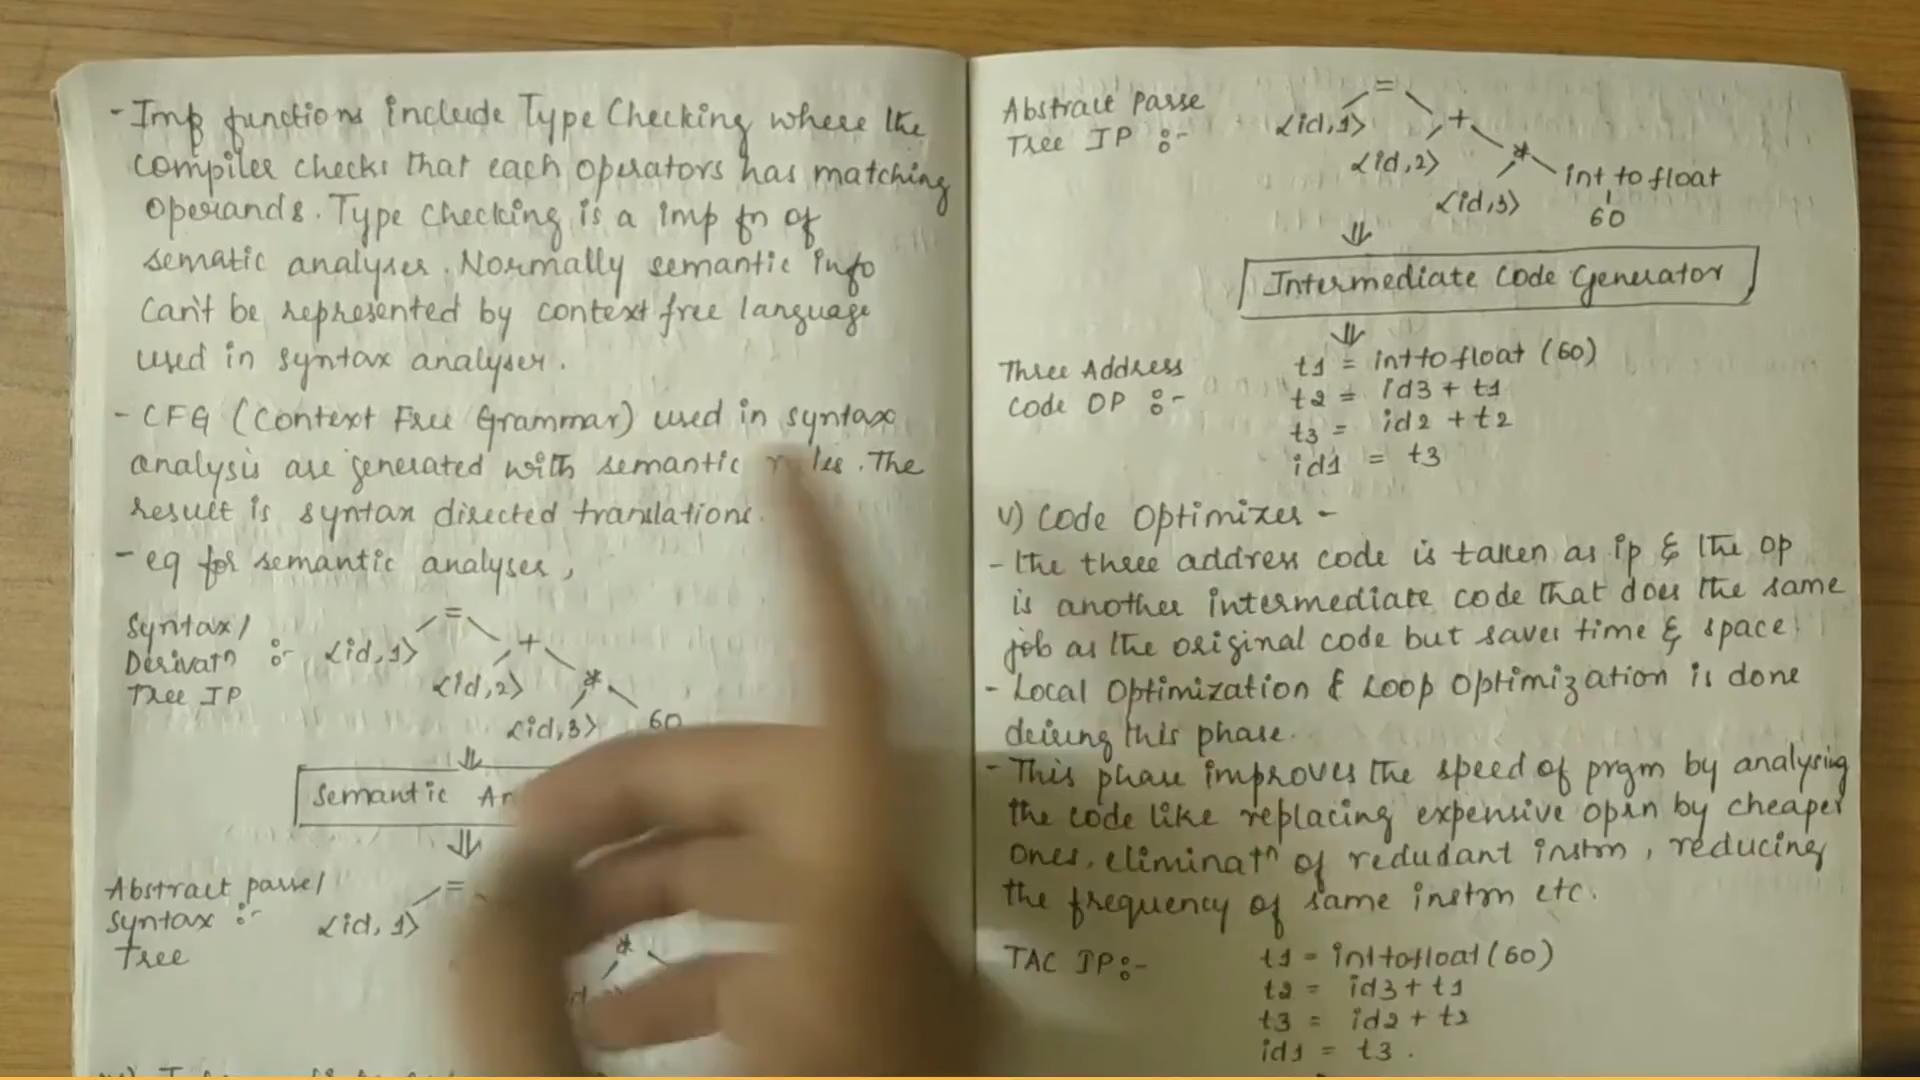 - Imp functions include Type Checking where the
compiler checks that each operators has matching
operands. Type checking is a imp fn of
sematic analyser. Normally semantic info
can't be represented by context free language
used in syntax analyser.
- CFG (Context Free Grammar) used in syntax
analysis are generated with semantic The
result is syntax directed translations.
- eg for semantic analyser,
Syntax/
Derivatn :-
Tree IP
=
<id,1> +
<id,2> *
<id,3> 60
Semantic
Abstract parse/
Syntax :-
Tree
=
<id,1>
*
Abstract Parse
Tree IP :-
=
<id,1> +
<id,2> *
<id,3> int to float
60
Intermediate Code Generator
Three Address
Code OP :-
t1 = inttofloat (60)
t2 = id3 + t1
t3 = id2 + t2
id1 = t3
v) Code Optimizer -
- the three address code is taken as ip & the op
is another intermediate code that does the same
job as the original code but saves time & space.
- Local Optimization & Loop Optimization is done
during this phase.
- This phase improves the speed of prgm by analysing
the code like replacing expensive opxn by cheaper
ones, eliminatn of redudant instrn, reducing
the frequency of same instrn etc.
TAC IP:-
t1 = inttofloat (60)
t2 = id3 + t1
t3 = id2 + t2
id1 = t3.